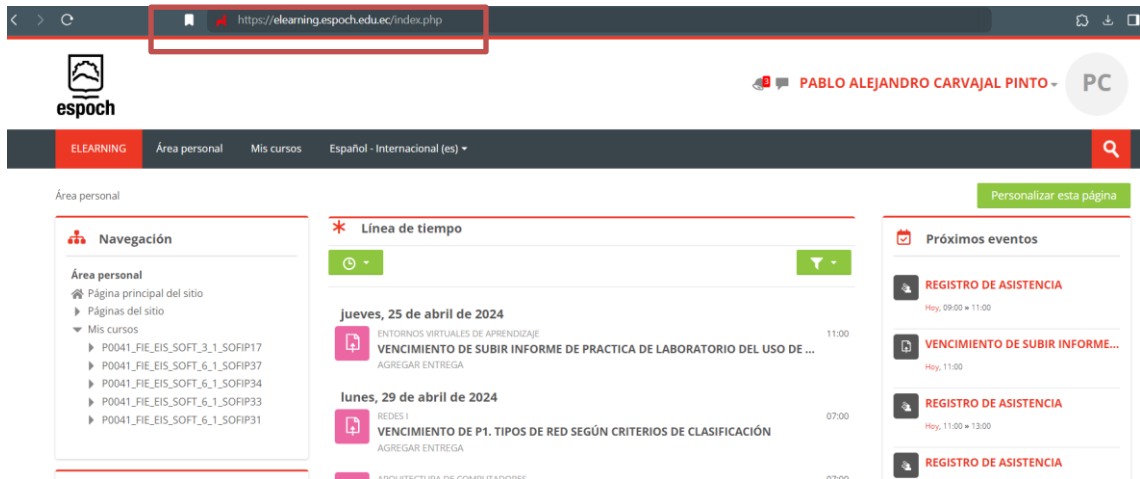 https://elearning.espoch.edu.ec/index.php
espoch
3
PABLO ALEJANDRO CARVAJAL PINTO
PC
ELEARNING Área personal Mis cursos Español - Internacional (es)
Área personal
Personalizar esta página
Navegación
Área personal
Página principal del sitio
Páginas del sitio
Mis cursos
P0041_FIE_EIS_SOFT_3_1_SOFIP17
P0041_FIE_EIS_SOFT_6_1_SOFIP37
P0041_FIE_EIS_SOFT_6_1_SOFIP34
P0041_FIE_EIS_SOFT_6_1_SOFIP33
P0041_FIE_EIS_SOFT_6_1_SOFIP31
Línea de tiempo
jueves, 25 de abril de 2024
ENTORNOS VIRTUALES DE APRENDIZAJE 11:00
VENCIMIENTO DE SUBIR INFORME DE PRACTICA DE LABORATORIO DEL USO DE ...
AGREGAR ENTREGA
lunes, 29 de abril de 2024
REDES I 07:00
VENCIMIENTO DE P1. TIPOS DE RED SEGÚN CRITERIOS DE CLASIFICACIÓN
AGREGAR ENTREGA
ARQUITECTURA DE COMPUTADORES 07:00
Próximos eventos
REGISTRO DE ASISTENCIA
Hoy, 09:00 » 11:00
VENCIMIENTO DE SUBIR INFORME...
Hoy, 11:00
REGISTRO DE ASISTENCIA
Hoy, 11:00 » 13:00
REGISTRO DE ASISTENCIA